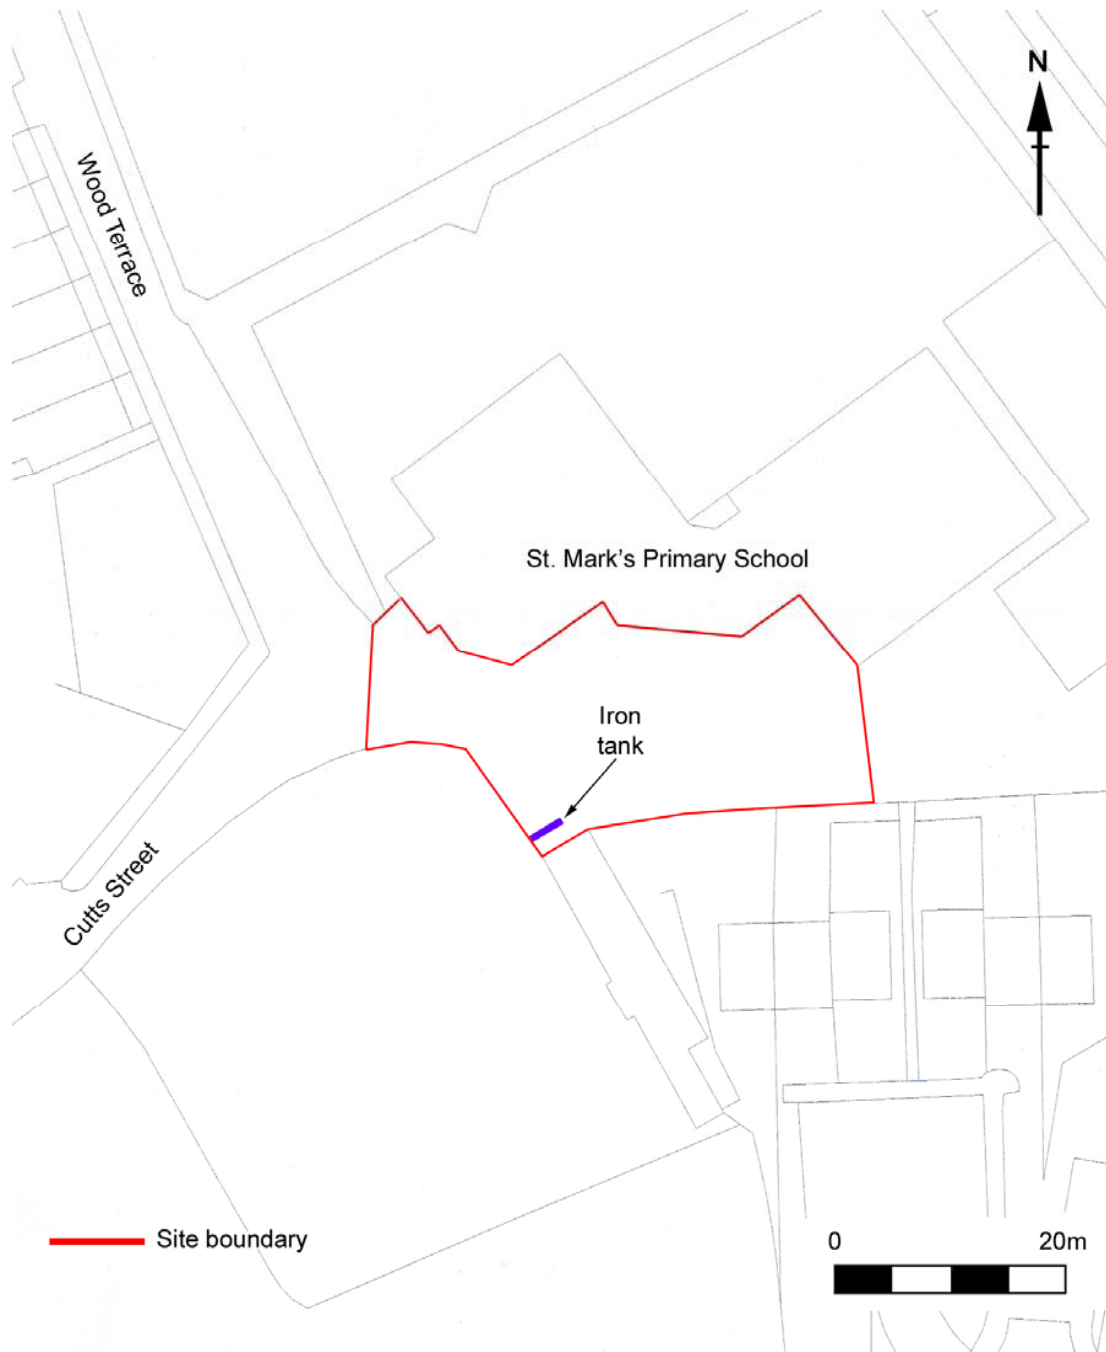 N
Wood Terrace
St. Mark's Primary School
Iron
tank
Cutts Street
Site boundary
0 20m